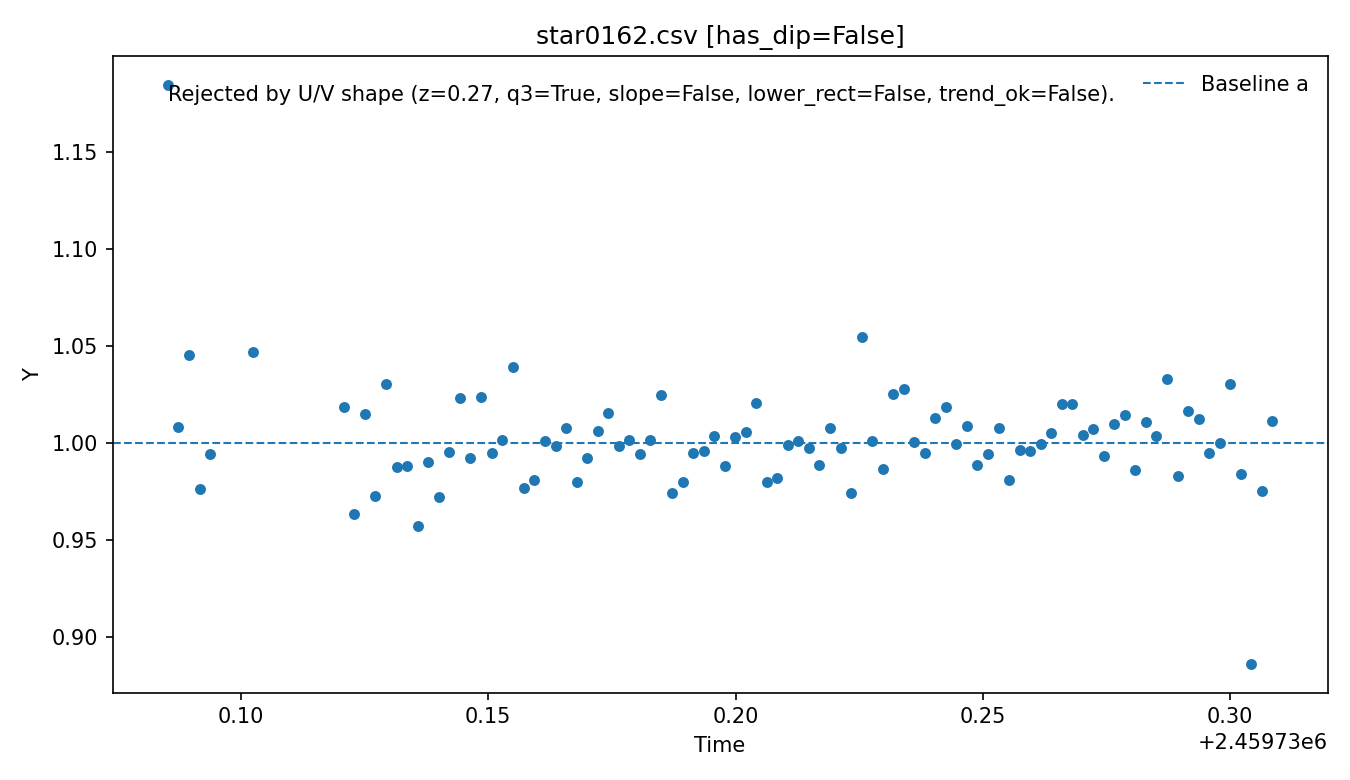 star0162.csv [has_dip=False]
Rejected by U/V shape (z=0.27, q3=True, slope=False, lower_rect=False, trend_ok=False).
Baseline a
Y
1.15
1.10
1.05
1.00
0.95
0.90
0.10 0.15 0.20 0.25 0.30
Time
+2.45973e6